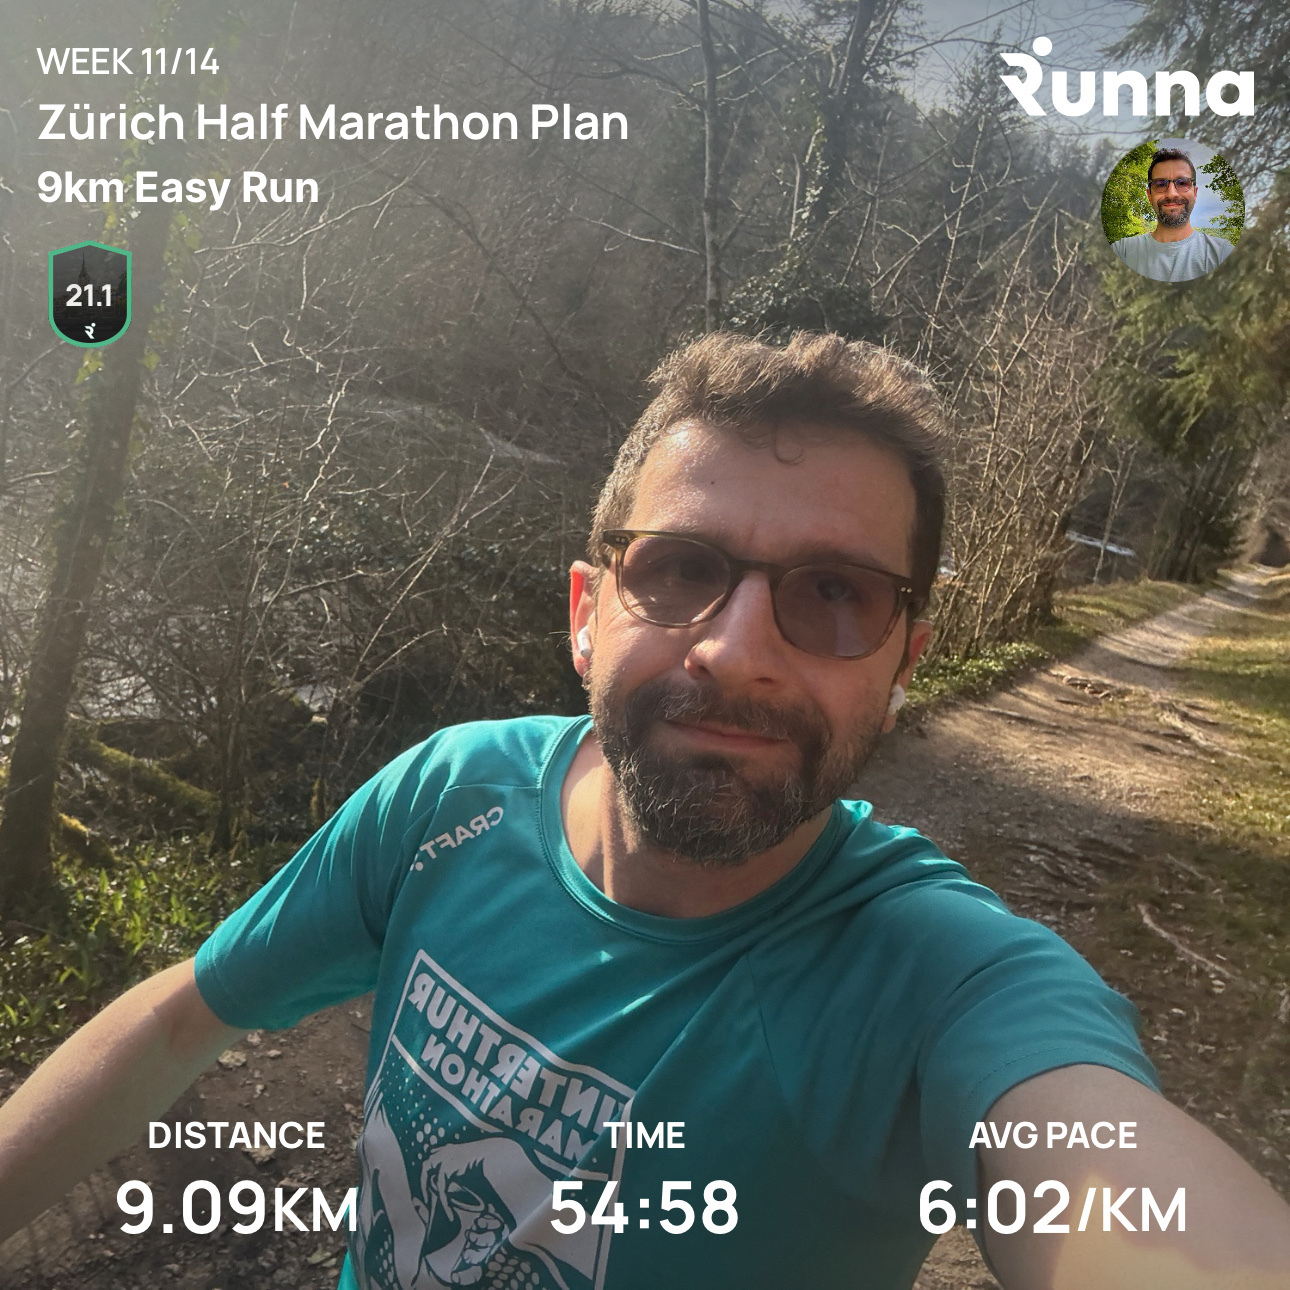 WEEK 11/14
Zürich Half Marathon Plan
9km Easy Run
Runna
21.1
CRAFT
WINTERTHUR
MARATHON
DISTANCE
9.09KM
TIME
54:58
AVG PACE
6:02/KM